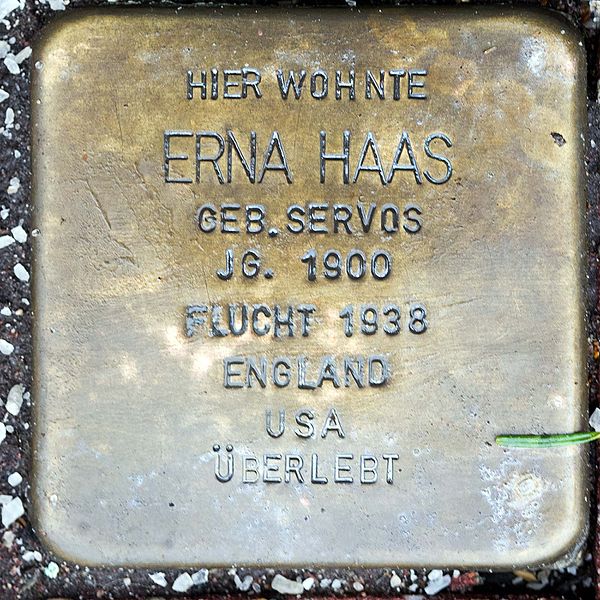 HIER WOHNTE
ERNA HAAS
GEB. SERVOS
JG. 1900
FLUCHT 1938
ENGLAND
USA
ÜBERLEBT